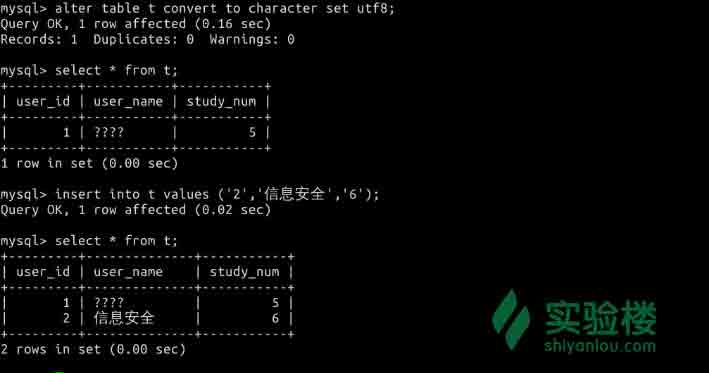 mysql> alter table t convert to character set utf8;
Query OK, 1 row affected (0.16 sec)
Records: 1  Duplicates: 0  Warnings: 0
mysql> select * from t;
+---------+-----------+-----------+
| user_id | user_name | study_num |
+---------+-----------+-----------+
|       1 | ????      |         5 |
+---------+-----------+-----------+
1 row in set (0.00 sec)
mysql> insert into t values ('2','信息安全','6');
Query OK, 1 row affected (0.02 sec)
mysql> select * from t;
+---------+--------------+-----------+
| user_id | user_name    | study_num |
+---------+--------------+-----------+
|       1 | ????         |         5 |
|       2 | 信息安全     |         6 |
+---------+--------------+-----------+
2 rows in set (0.00 sec)
实验楼
shiyanlou.com